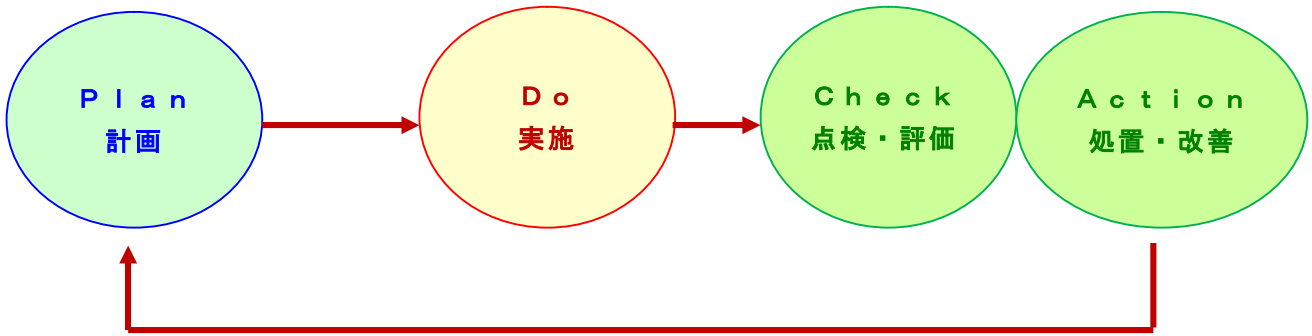 Ｐｌａｎ
計画
Ｄｏ
実施
Ｃｈｅｃｋ
点検・評価
Ａｃｔｉｏｎ
処置・改善